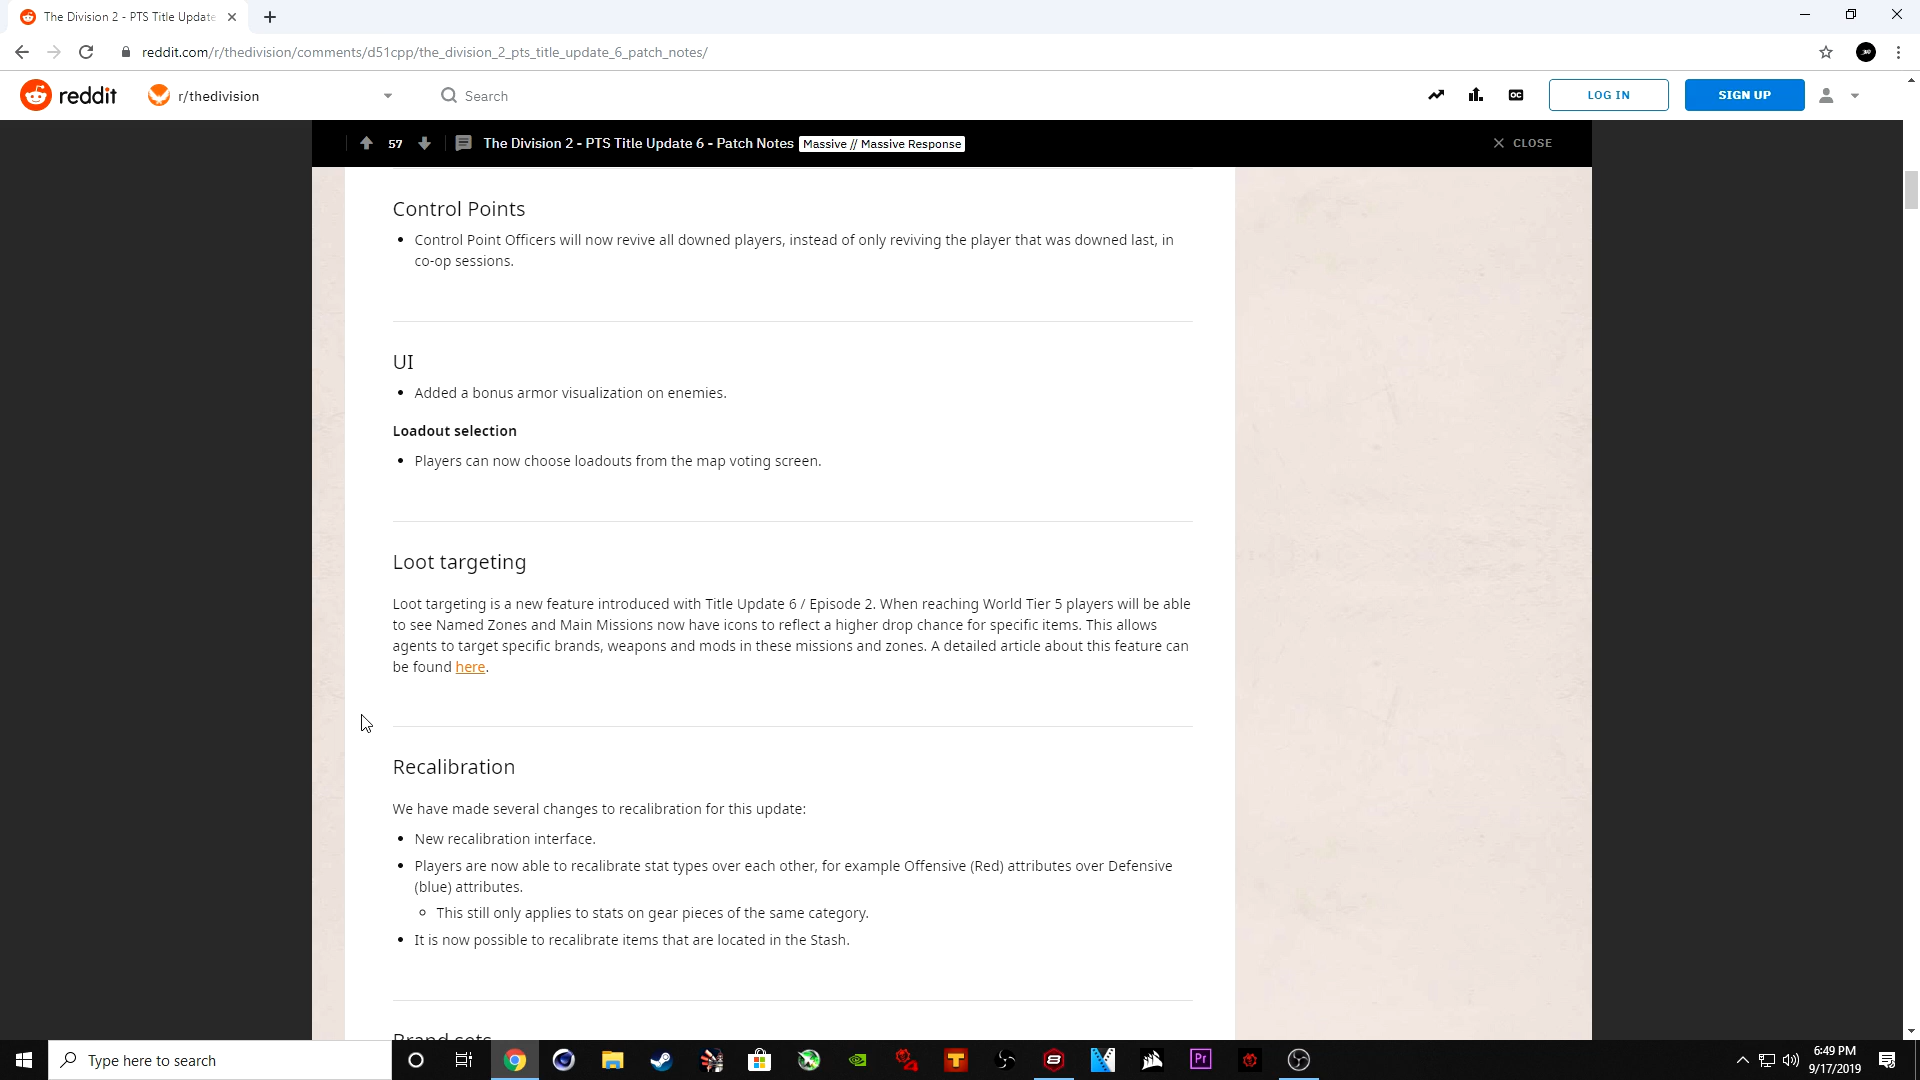 The Division 2 - PTS Title Update
reddit.com/r/thedivision/comments/d51cpp/the_division_2_pts_title_update_6_patch_notes/
reddit
r/thedivision
Search
LOG IN
SIGN UP
57
The Division 2 - PTS Title Update 6 - Patch Notes
Massive // Massive Response
CLOSE
Control Points
Control Point Officers will now revive all downed players, instead of only reviving the player that was downed last, in
co-op sessions.
UI
Added a bonus armor visualization on enemies.
Loadout selection
Players can now choose loadouts from the map voting screen.
Loot targeting
Loot targeting is a new feature introduced with Title Update 6 / Episode 2. When reaching World Tier 5 players will be able
to see Named Zones and Main Missions now have icons to reflect a higher drop chance for specific items. This allows
agents to target specific brands, weapons and mods in these missions and zones. A detailed article about this feature can
be found here.
Recalibration
We have made several changes to recalibration for this update:
New recalibration interface.
Players are now able to recalibrate stat types over each other, for example Offensive (Red) attributes over Defensive
(blue) attributes.
This still only applies to stats on gear pieces of the same category.
It is now possible to recalibrate items that are located in the Stash.
Brand sets
Type here to search
Pr
6:49 PM
9/17/2019